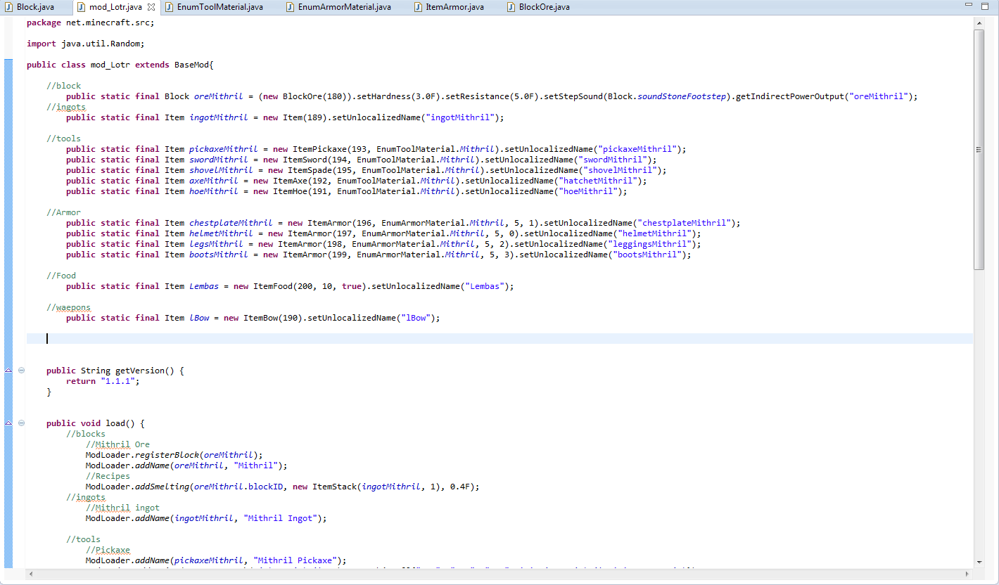 Block.java mod_Lotr.java EnumToolMaterial.java EnumArmorMaterial.java ItemArmor.java BlockOre.java
package net.minecraft.src;
import java.util.Random;
public class mod_Lotr extends BaseMod{
//block
public static final Block oreMithril = (new BlockOre(180)).setHardness(3.0F).setResistance(5.0F).setStepSound(Block.soundStoneFootstep).getIndirectPowerOutput("oreMithril");
//ingots
public static final Item ingotMithril = new Item(189).setUnlocalizedName("ingotMithril");
//tools
public static final Item pickaxeMithril = new ItemPickaxe(193, EnumToolMaterial.Mithril).setUnlocalizedName("pickaxeMithril");
public static final Item swordMithril = new ItemSword(194, EnumToolMaterial.Mithril).setUnlocalizedName("swordMithril");
public static final Item shovelMithril = new ItemSpade(195, EnumToolMaterial.Mithril).setUnlocalizedName("shovelMithril");
public static final Item axeMithril = new ItemAxe(192, EnumToolMaterial.Mithril).setUnlocalizedName("hatchetMithril");
public static final Item hoeMithril = new ItemHoe(191, EnumToolMaterial.Mithril).setUnlocalizedName("hoeMithril");
//Armor
public static final Item chestplateMithril = new ItemArmor(196, EnumArmorMaterial.Mithril, 5, 1).setUnlocalizedName("chestplateMithril");
public static final Item helmetMithril = new ItemArmor(197, EnumArmorMaterial.Mithril, 5, 0).setUnlocalizedName("helmetMithril");
public static final Item legsMithril = new ItemArmor(198, EnumArmorMaterial.Mithril, 5, 2).setUnlocalizedName("leggingsMithril");
public static final Item bootsMithril = new ItemArmor(199, EnumArmorMaterial.Mithril, 5, 3).setUnlocalizedName("bootsMithril");
//Food
public static final Item Lembas = new ItemFood(200, 10, true).setUnlocalizedName("Lembas");
//waepons
public static final Item lBow = new ItemBow(190).setUnlocalizedName("lBow");
public String getVersion() {
return "1.1.1";
}
public void load() {
//blocks
//Mithril Ore
ModLoader.registerBlock(oreMithril);
ModLoader.addName(oreMithril, "Mithril");
//Recipes
ModLoader.addSmelting(oreMithril.blockID, new ItemStack(ingotMithril, 1), 0.4F);
//ingots
//Mithril ingot
ModLoader.addName(ingotMithril, "Mithril Ingot");
//tools
//Pickaxe
ModLoader.addName(pickaxeMithril, "Mithril Pickaxe");